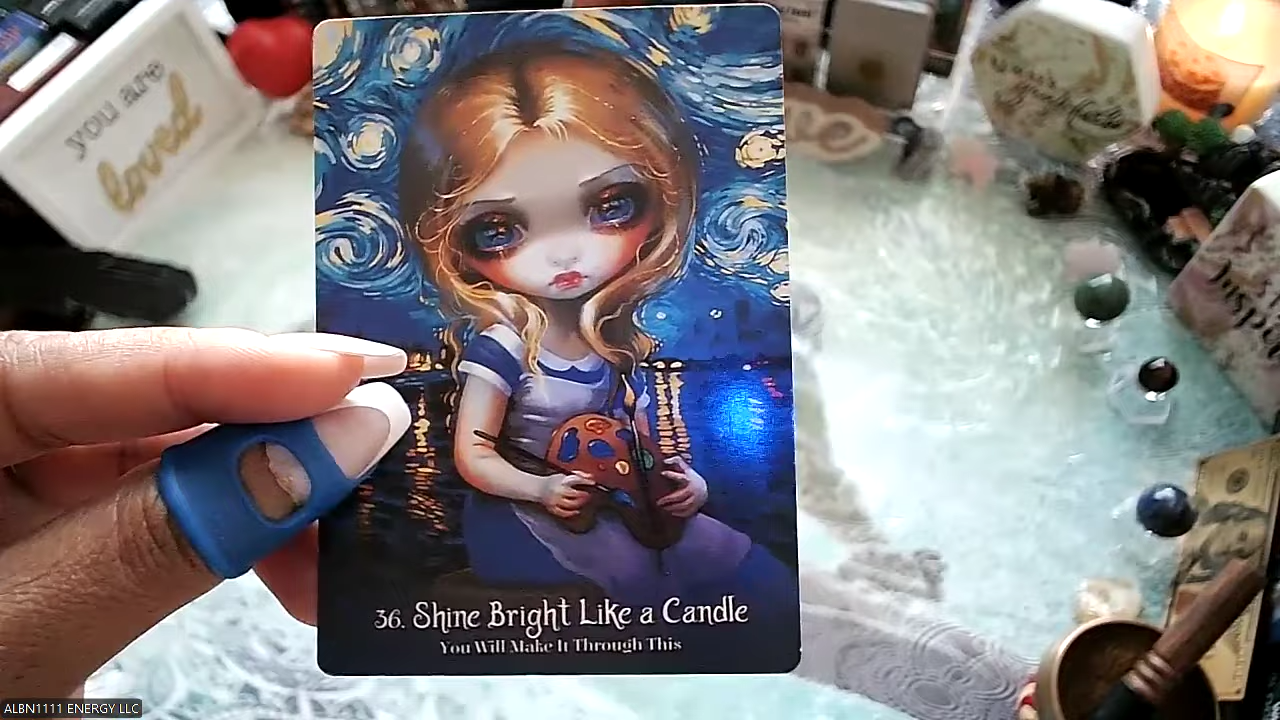 you are
loved
36. Shine Bright Like a Candle
You Will Make It Through This
ALBN1111 ENERGY LLC